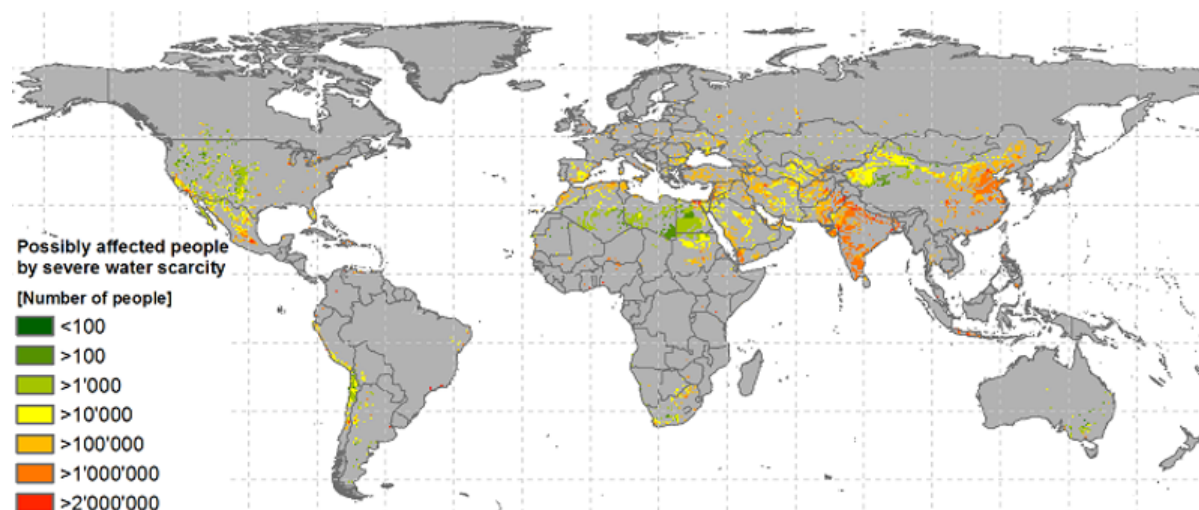 Possibly affected people
by severe water scarcity
[Number of people]
<100
>100
>1'000
>10'000
>100'000
>1'000'000
>2'000'000